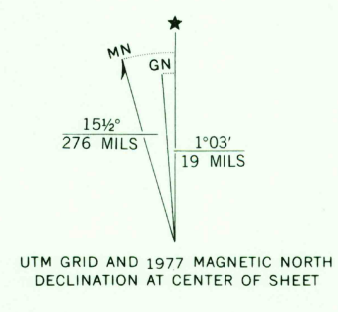 MN
GN
15½°
276 MILS
1°03′
19 MILS
UTM GRID AND 1977 MAGNETIC NORTH
DECLINATION AT CENTER OF SHEET